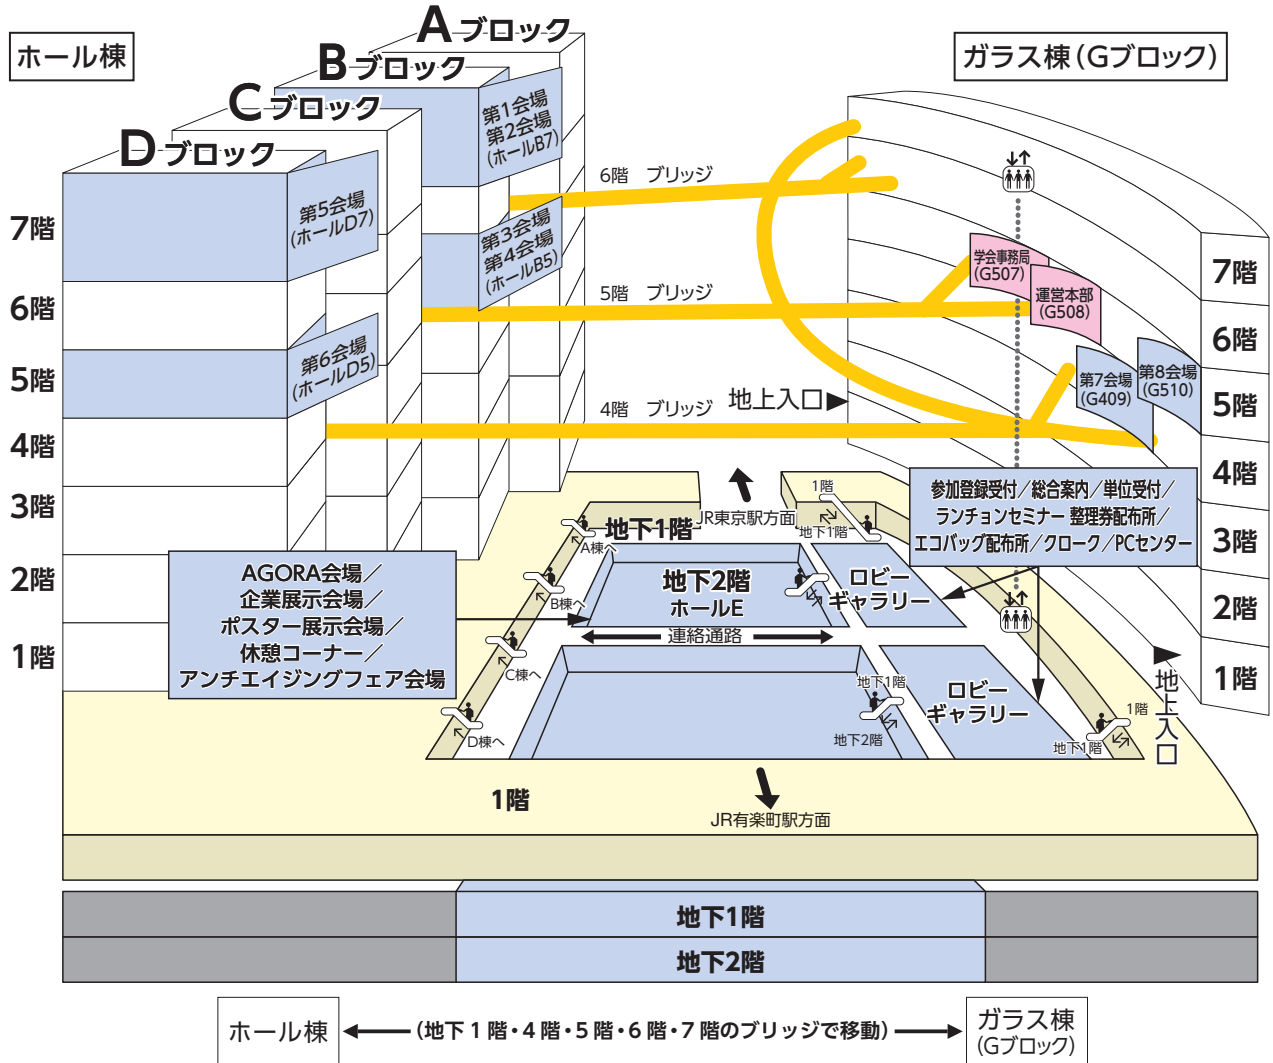 ホール棟
Aブロック
Bブロック
Cブロック
Dブロック
ガラス棟(Gブロック)
第1会場
第2会場
(ホールB7)
第3会場
第4会場
(ホールB5)
第5会場
(ホールD7)
第6会場
(ホールD5)
7階
6階
5階
4階
3階
2階
1階
6階 ブリッジ
5階 ブリッジ
4階 ブリッジ
地上入口
学会事務局
(G507)
運営本部
(G508)
第7会場
(G409)
第8会場
(G510)
7階
6階
5階
4階
3階
2階
1階
参加登録受付/総合案内/単位受付/
ランチョンセミナー 整理券配布所/
エコバッグ配布所/クローク/PCセンター
JR東京駅方面
1階
地下1階
地下1階
A棟へ
B棟へ
C棟へ
D棟へ
地下2階
ホールE
ロビー
ギャラリー
連絡通路
AGORA会場/
企業展示会場/
ポスター展示会場/
休憩コーナー/
アンチエイジングフェア会場
地下1階
地下2階
ロビー
ギャラリー
1階
地下1階
地上入口
1階
JR有楽町駅方面
地下1階
地下2階
ホール棟
(地下1階・4階・5階・6階・7階のブリッジで移動)
ガラス棟
(Gブロック)